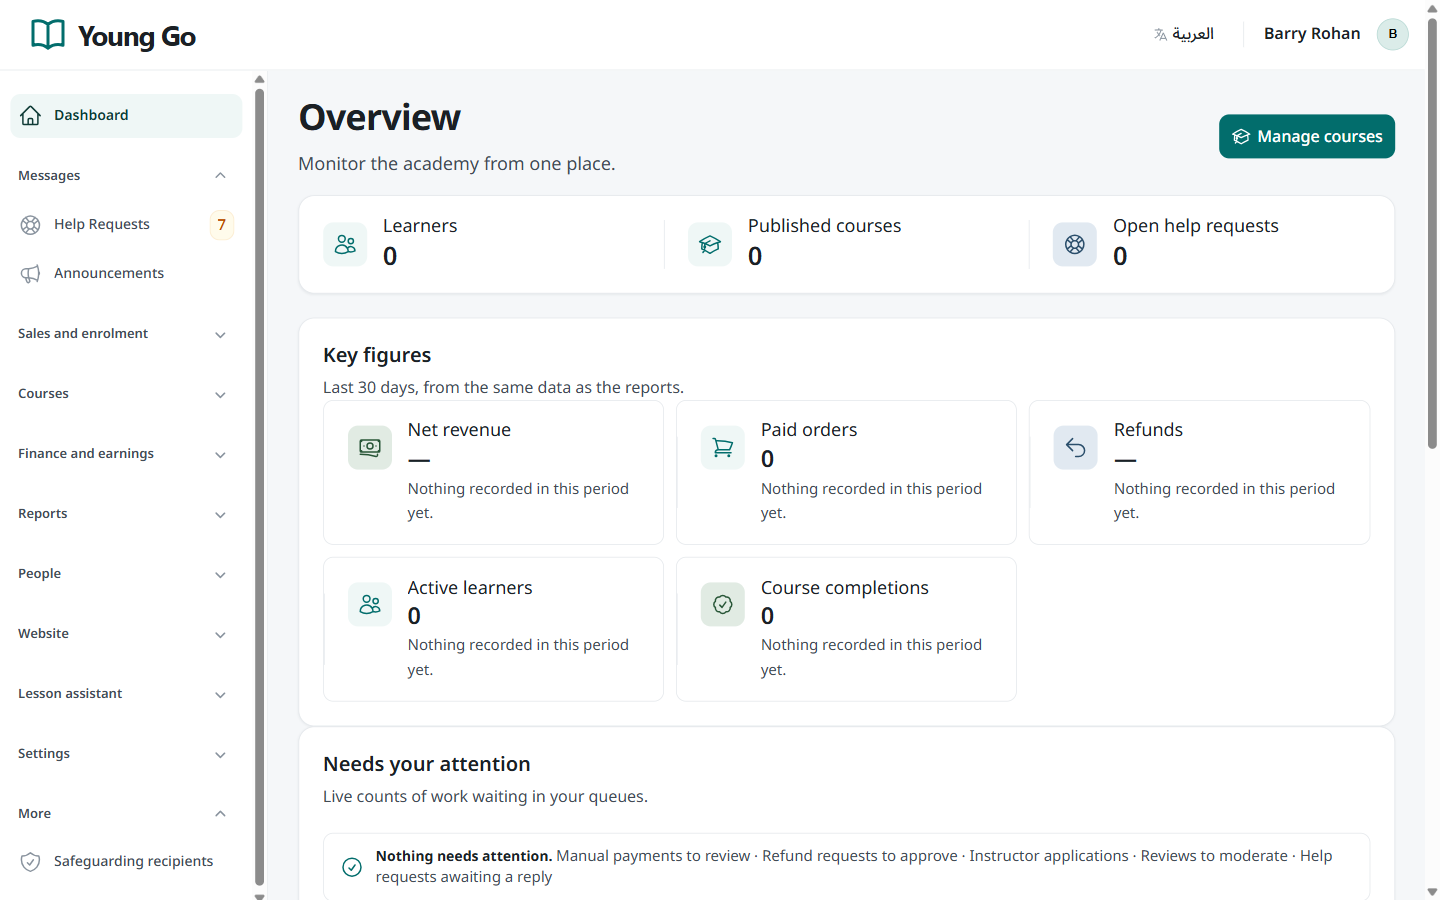 Young Go
العربية
Barry Rohan
B
Dashboard
Messages
Help Requests
7
Announcements
Sales and enrolment
Courses
Finance and earnings
Reports
People
Website
Lesson assistant
Settings
More
Safeguarding recipients
Overview
Monitor the academy from one place.
Manage courses
Learners
0
Published courses
0
Open help requests
0
Key figures
Last 30 days, from the same data as the reports.
Net revenue
—
Nothing recorded in this period
yet.
Paid orders
0
Nothing recorded in this period
yet.
Refunds
—
Nothing recorded in this period
yet.
Active learners
0
Nothing recorded in this period
yet.
Course completions
0
Nothing recorded in this period
yet.
Needs your attention
Live counts of work waiting in your queues.
Nothing needs attention. Manual payments to review · Refund requests to approve · Instructor applications · Reviews to moderate · Help
requests awaiting a reply